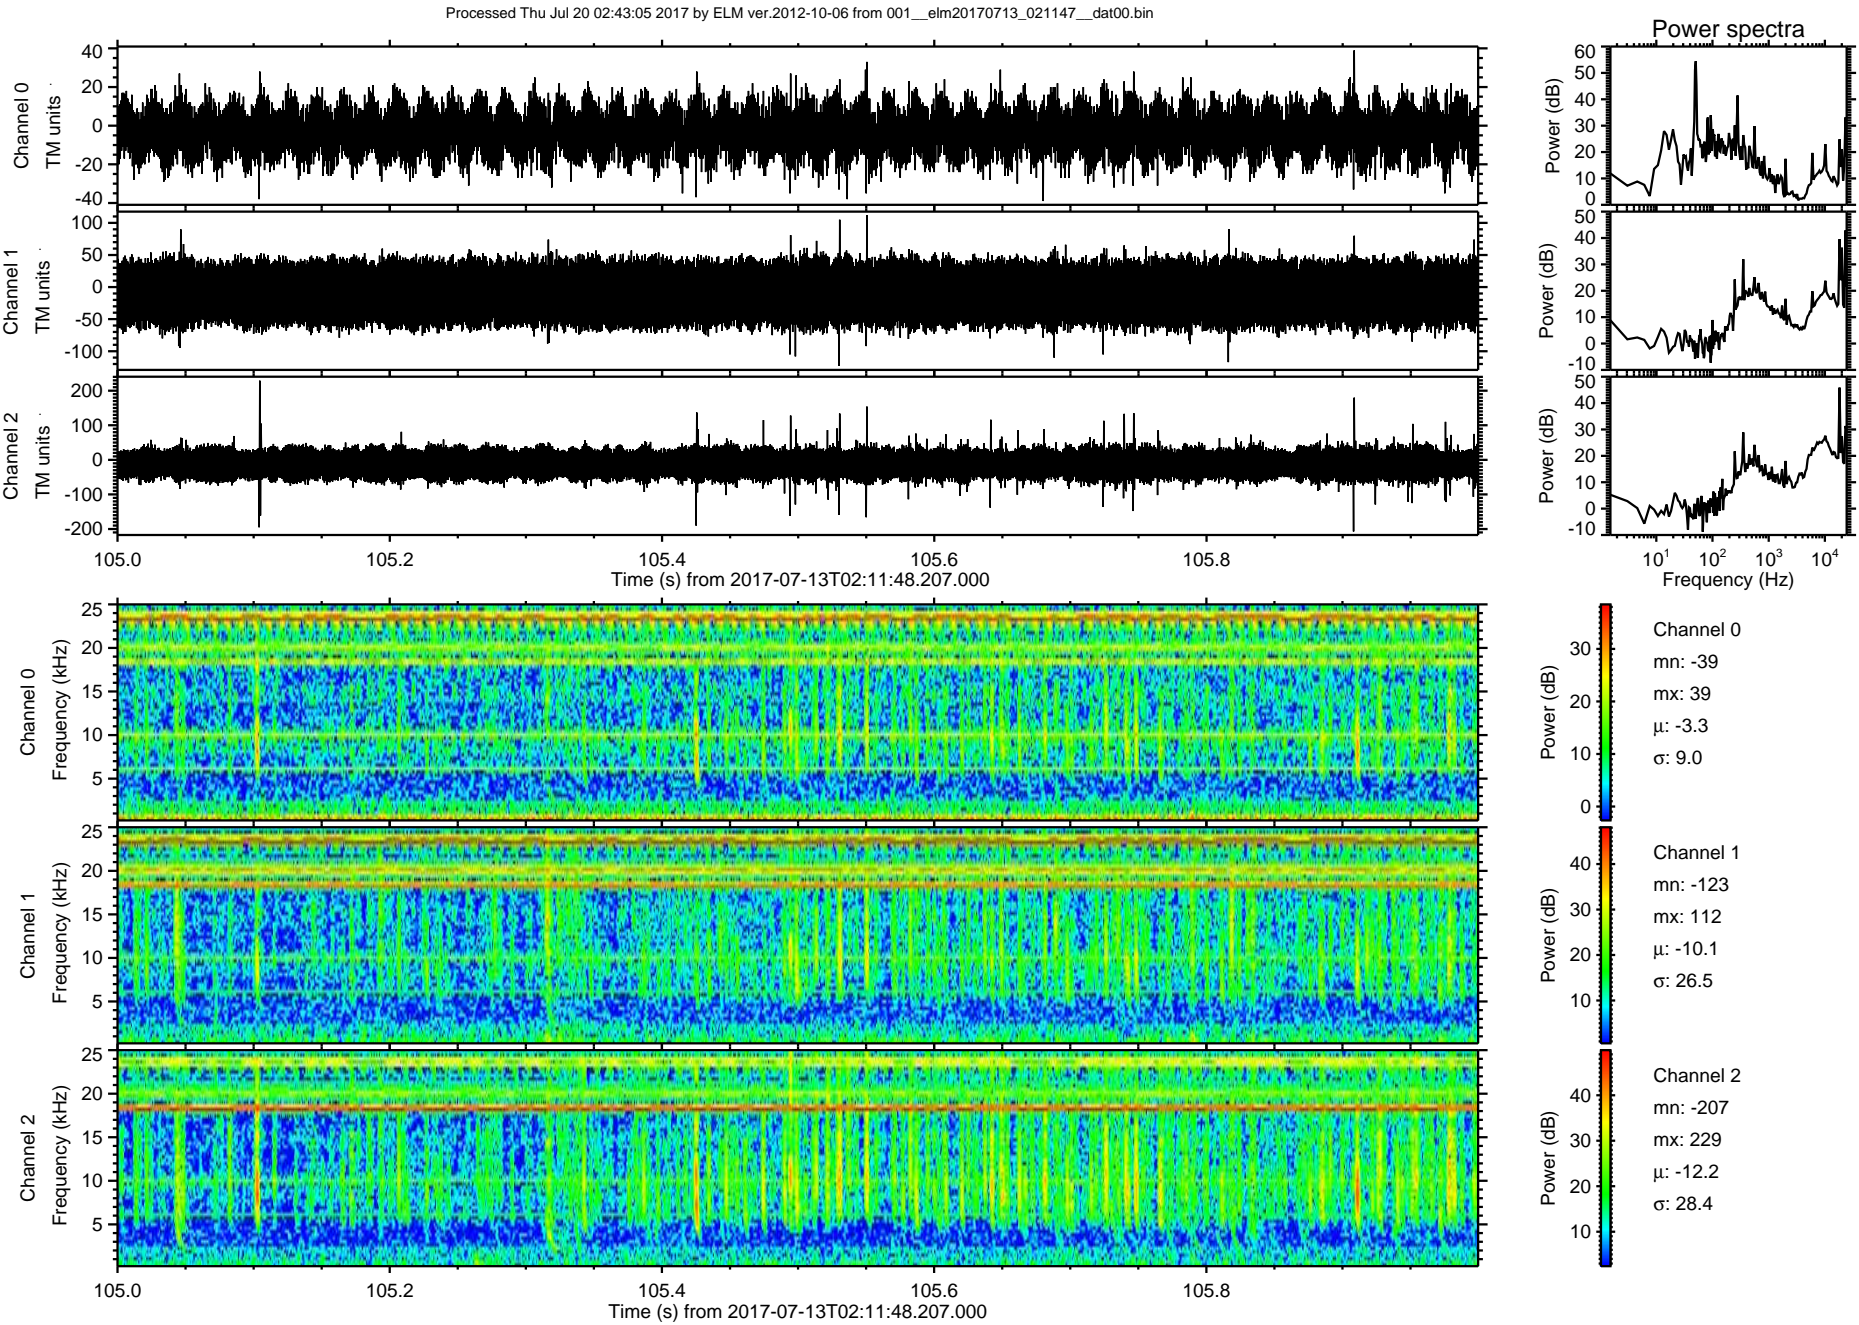 Processed Thu Jul 20 02:43:05 2017 by ELM ver.2012-10-06 from 001__elm20170713_021147__dat00.bin
Power spectra
Channel 0
TM units
40
20
0
-20
-40
Power (dB)
60
50
40
30
20
10
0
Channel 1
TM units
100
50
0
-50
-100
Power (dB)
50
40
30
20
10
0
-10
Channel 2
TM units
200
100
0
-100
-200
Power (dB)
50
40
30
20
10
0
-10
105.0 105.2 105.4 105.6 105.8
Time (s) from 2017-07-13T02:11:48.207.000
10^1 10^2 10^3 10^4
Frequency (Hz)
Channel 0
Frequency (kHz)
25
20
15
10
5
Power (dB)
30
20
10
0
Channel 0
mn: -39
mx: 39
μ: -3.3
σ: 9.0
Channel 1
Frequency (kHz)
25
20
15
10
5
Power (dB)
40
30
20
10
Channel 1
mn: -123
mx: 112
μ: -10.1
σ: 26.5
Channel 2
Frequency (kHz)
25
20
15
10
5
Power (dB)
40
30
20
10
Channel 2
mn: -207
mx: 229
μ: -12.2
σ: 28.4
105.0 105.2 105.4 105.6 105.8
Time (s) from 2017-07-13T02:11:48.207.000